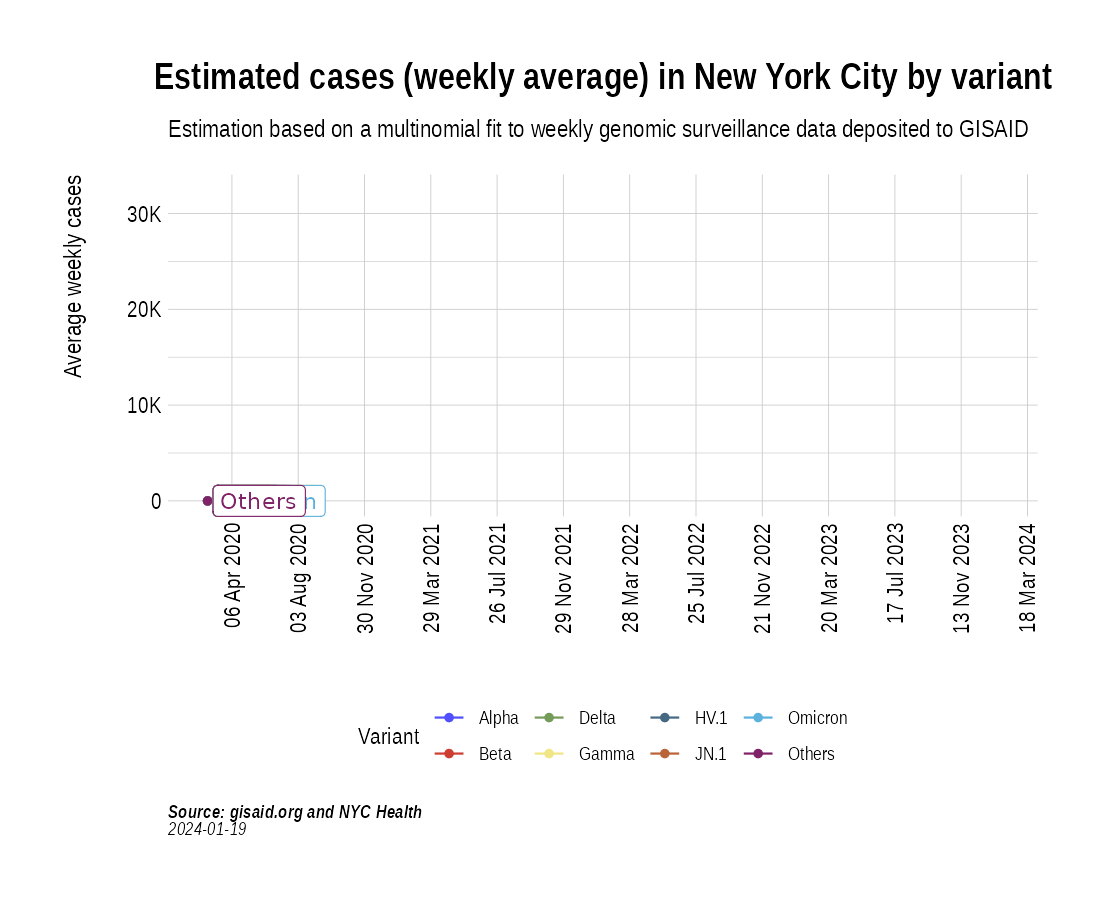 Estimated cases (weekly average) in New York City by variant
Estimation based on a multinomial fit to weekly genomic surveillance data deposited to GISAID
Average weekly cases
30K
20K
10K
0
Others
n
06 Apr 2020
03 Aug 2020
30 Nov 2020
29 Mar 2021
26 Jul 2021
29 Nov 2021
28 Mar 2022
25 Jul 2022
21 Nov 2022
20 Mar 2023
17 Jul 2023
13 Nov 2023
18 Mar 2024
Variant
Alpha
Delta
HV.1
Omicron
Beta
Gamma
JN.1
Others
Source: gisaid.org and NYC Health
2024-01-19